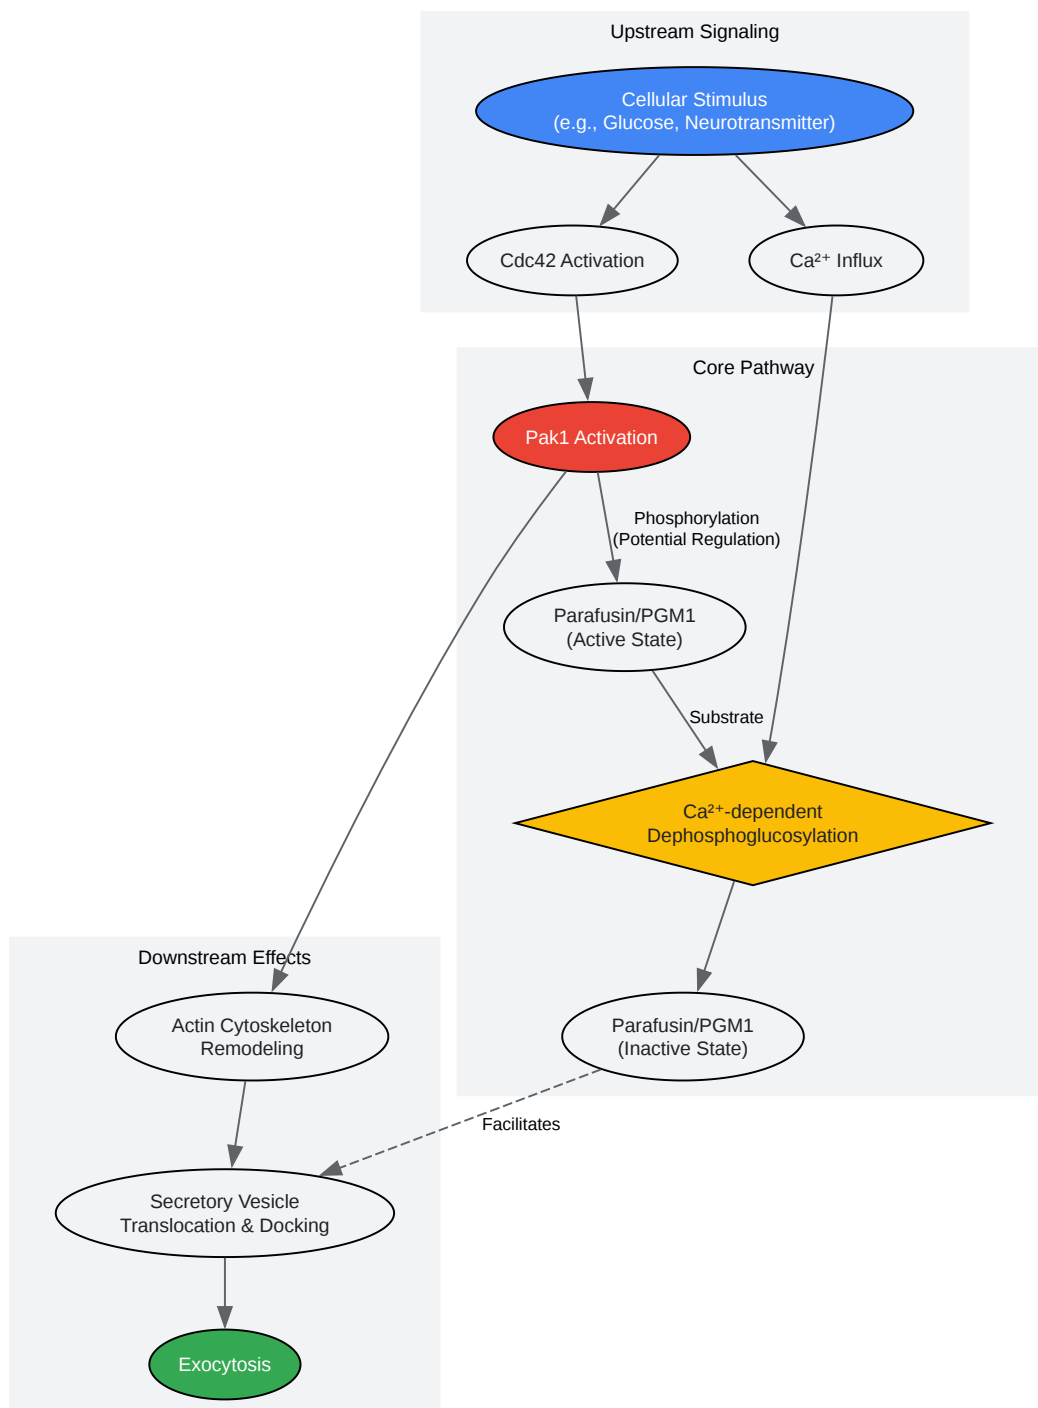 Upstream Signaling
Cellular Stimulus
(e.g., Glucose, Neurotransmitter)
Cdc42 Activation
Ca²⁺ Influx
Core Pathway
Pak1 Activation
Phosphorylation
(Potential Regulation)
Parafusin/PGM1
(Active State)
Substrate
Ca²⁺-dependent
Dephosphoglucosylation
Downstream Effects
Actin Cytoskeleton
Remodeling
Parafusin/PGM1
(Inactive State)
Facilitates
Secretory Vesicle
Translocation & Docking
Exocytosis